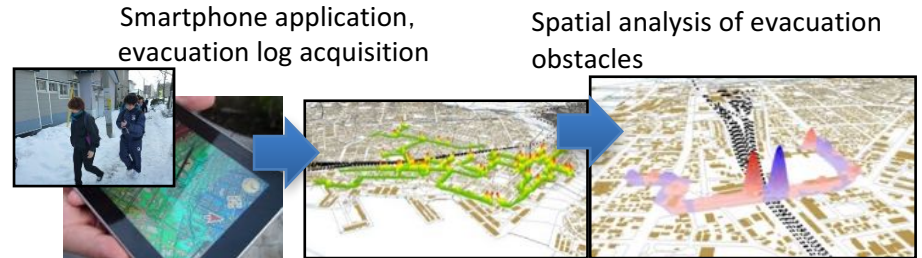 Smartphone application,
evacuation log acquisition
Spatial analysis of evacuation
obstacles